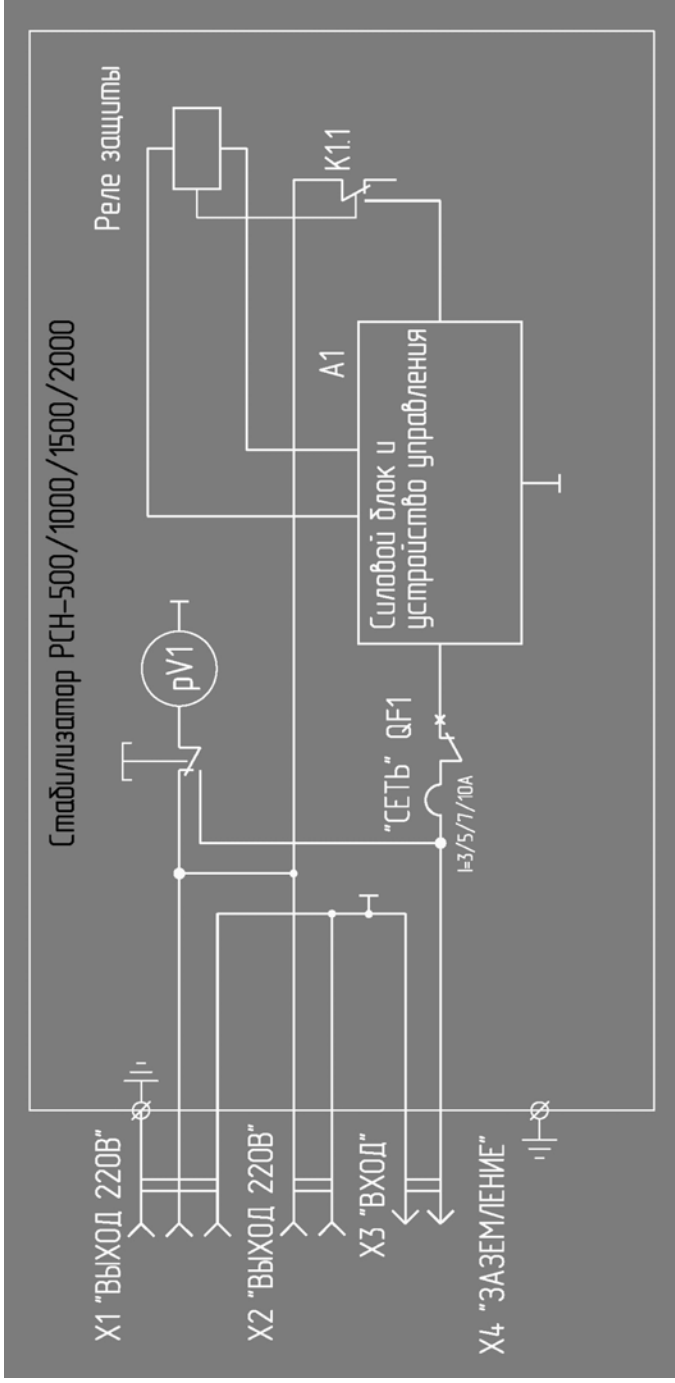 Стабилизатор РСН-500/1000/1500/2000
Реле защиты
X1 "ВЫХОД 220В"
pV1
K1.1
X2 "ВЫХОД 220В"
A1
X3 "ВХОД"
"СЕТЬ" QF1
Силовой блок и
устройство управления
I=3/5/7/10А
X4 "ЗАЗЕМЛЕНИЕ"